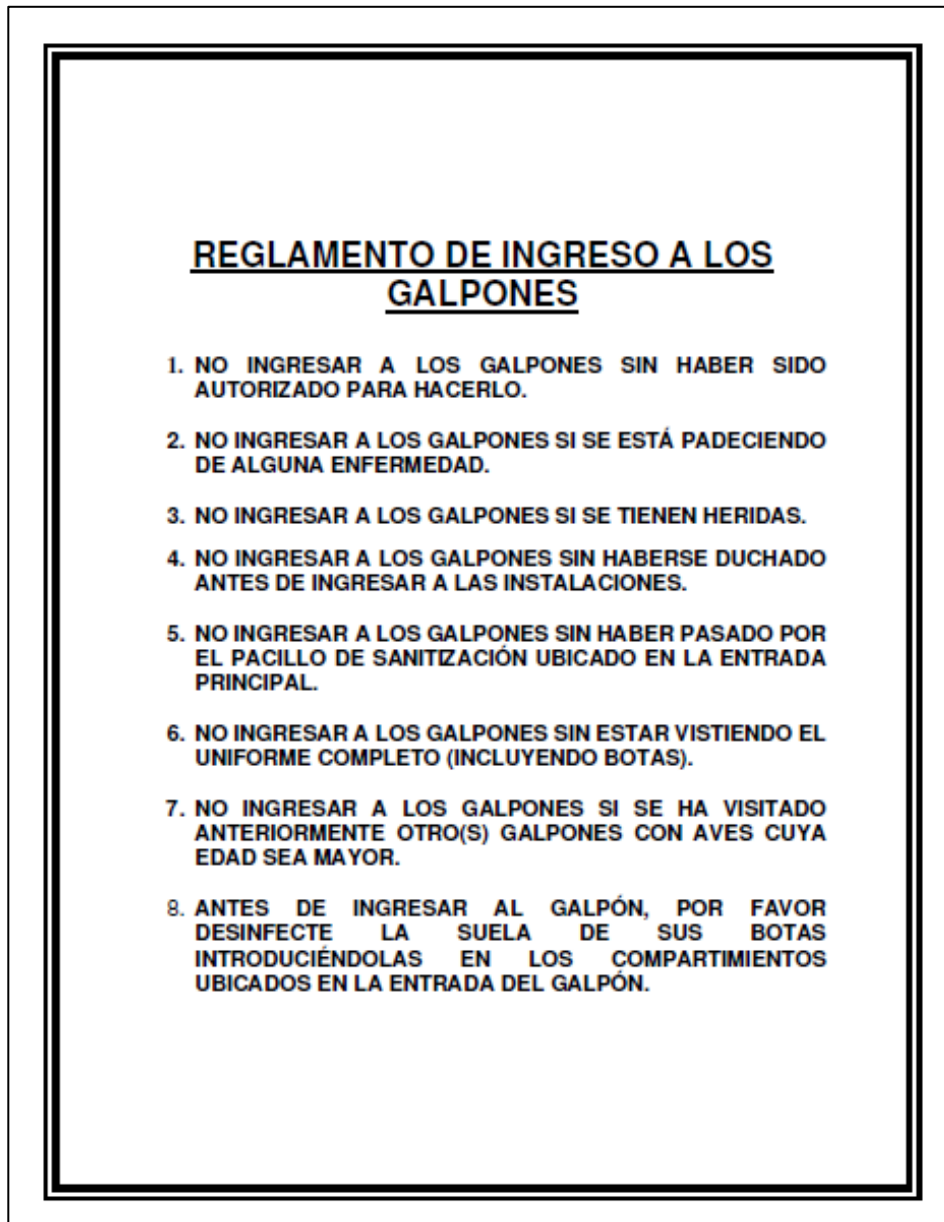 REGLAMENTO DE INGRESO A LOS
GALPONES
1. NO INGRESAR A LOS GALPONES SIN HABER SIDO
AUTORIZADO PARA HACERLO.
2. NO INGRESAR A LOS GALPONES SI SE ESTÁ PADECIENDO
DE ALGUNA ENFERMEDAD.
3. NO INGRESAR A LOS GALPONES SI SE TIENEN HERIDAS.
4. NO INGRESAR A LOS GALPONES SIN HABERSE DUCHADO
ANTES DE INGRESAR A LAS INSTALACIONES.
5. NO INGRESAR A LOS GALPONES SIN HABER PASADO POR
EL PACILLO DE SANITIZACIÓN UBICADO EN LA ENTRADA
PRINCIPAL.
6. NO INGRESAR A LOS GALPONES SIN ESTAR VISTIENDO EL
UNIFORME COMPLETO (INCLUYENDO BOTAS).
7. NO INGRESAR A LOS GALPONES SI SE HA VISITADO
ANTERIORMENTE OTRO(S) GALPONES CON AVES CUYA
EDAD SEA MAYOR.
8. ANTES DE INGRESAR AL GALPÓN, POR FAVOR
DESINFECTE LA SUELA DE SUS BOTAS
INTRODUCIÉNDOLAS EN LOS COMPARTIMIENTOS
UBICADOS EN LA ENTRADA DEL GALPÓN.